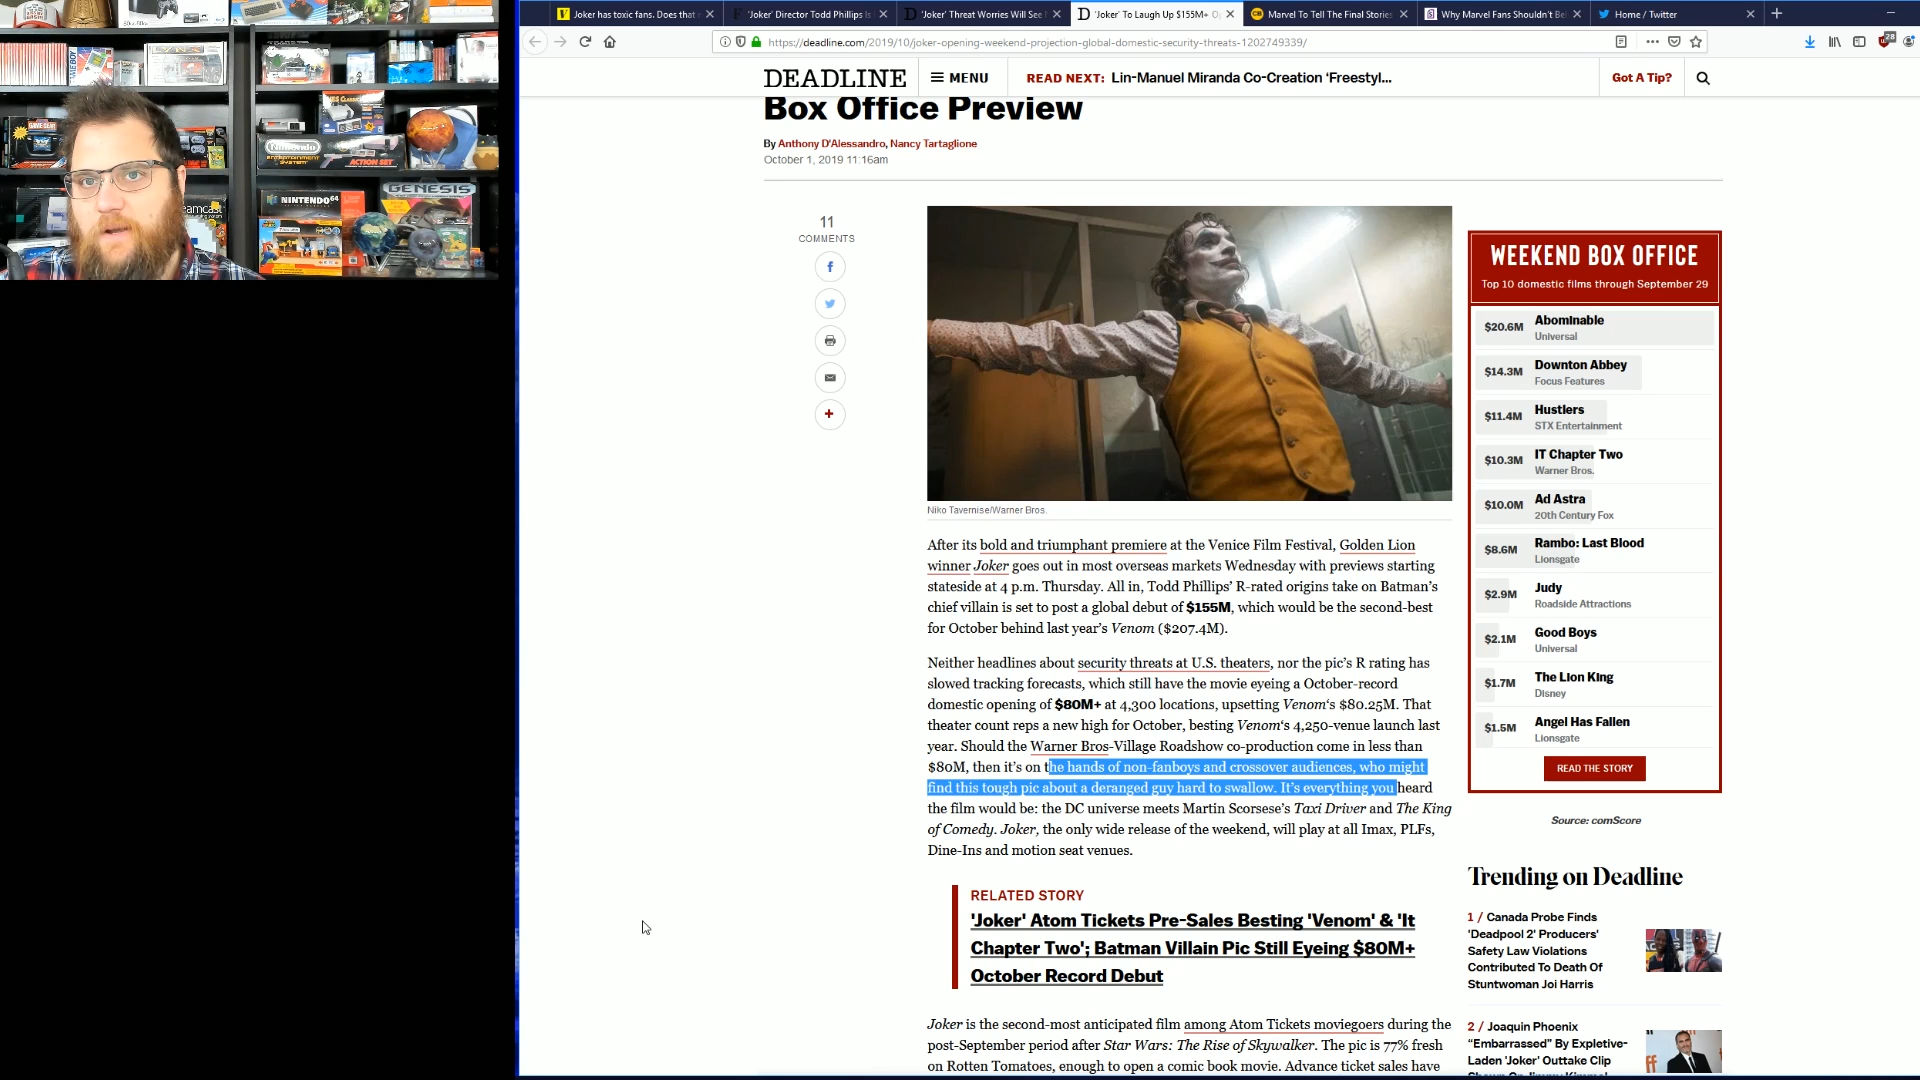 Joker has toxic fans. Does that
'Joker' Director Todd Phillips Is
'Joker' Threat Worries Will See
'Joker' To Laugh Up $155M+
Marvel To Tell The Final Stories
Why Marvel Fans Shouldn't Be
Home / Twitter
https://deadline.com/2019/10/joker-opening-weekend-projection-global-domestic-security-threats-1202749339/
28
DEADLINE
MENU
READ NEXT: Lin-Manuel Miranda Co-Creation 'Freestyl...
Got A Tip?
Box Office Preview
By Anthony D'Alessandro, Nancy Tartaglione
October 1, 2019 11:16am
11
COMMENTS
Niko Tavernise/Warner Bros.
After its bold and triumphant premiere at the Venice Film Festival, Golden Lion
winner Joker goes out in most overseas markets Wednesday with previews starting
stateside at 4 p.m. Thursday. All in, Todd Phillips' R-rated origins take on Batman's
chief villain is set to post a global debut of $155M, which would be the second-best
for October behind last year's Venom ($207.4M).
Neither headlines about security threats at U.S. theaters, nor the pic's R rating has
slowed tracking forecasts, which still have the movie eyeing a October-record
domestic opening of $80M+ at 4,300 locations, upsetting Venom's $80.25M. That
theater count reps a new high for October, besting Venom's 4,250-venue launch last
year. Should the Warner Bros-Village Roadshow co-production come in less than
$80M, then it's on the hands of non-fanboys and crossover audiences, who might
find this tough pic about a deranged guy hard to swallow. It's everything you heard
the film would be: the DC universe meets Martin Scorsese's Taxi Driver and The King
of Comedy. Joker, the only wide release of the weekend, will play at all Imax, PLFs,
Dine-Ins and motion seat venues.
RELATED STORY
'Joker' Atom Tickets Pre-Sales Besting 'Venom' & 'It
Chapter Two'; Batman Villain Pic Still Eyeing $80M+
October Record Debut
Joker is the second-most anticipated film among Atom Tickets moviegoers during the
post-September period after Star Wars: The Rise of Skywalker. The pic is 77% fresh
on Rotten Tomatoes, enough to open a comic book movie. Advance ticket sales have
WEEKEND BOX OFFICE
Top 10 domestic films through September 29
$20.6M Abominable
Universal
$14.3M Downton Abbey
Focus Features
$11.4M Hustlers
STX Entertainment
$10.3M IT Chapter Two
Warner Bros.
$10.0M Ad Astra
20th Century Fox
$8.6M Rambo: Last Blood
Lionsgate
$2.9M Judy
Roadside Attractions
$2.1M Good Boys
Universal
$1.7M The Lion King
Disney
$1.5M Angel Has Fallen
Lionsgate
READ THE STORY
Source: comScore
Trending on Deadline
1 / Canada Probe Finds
'Deadpool 2' Producers'
Safety Law Violations
Contributed To Death Of
Stuntwoman Joi Harris
2 / Joaquin Phoenix
"Embarrassed" By Expletive-
Laden 'Joker' Outtake Clip
LYNX
GAME GEAR
NES Classic
Nintendo
ENTERTAINMENT SYSTEM
ACTION SET
GENESIS
NINTENDO 64